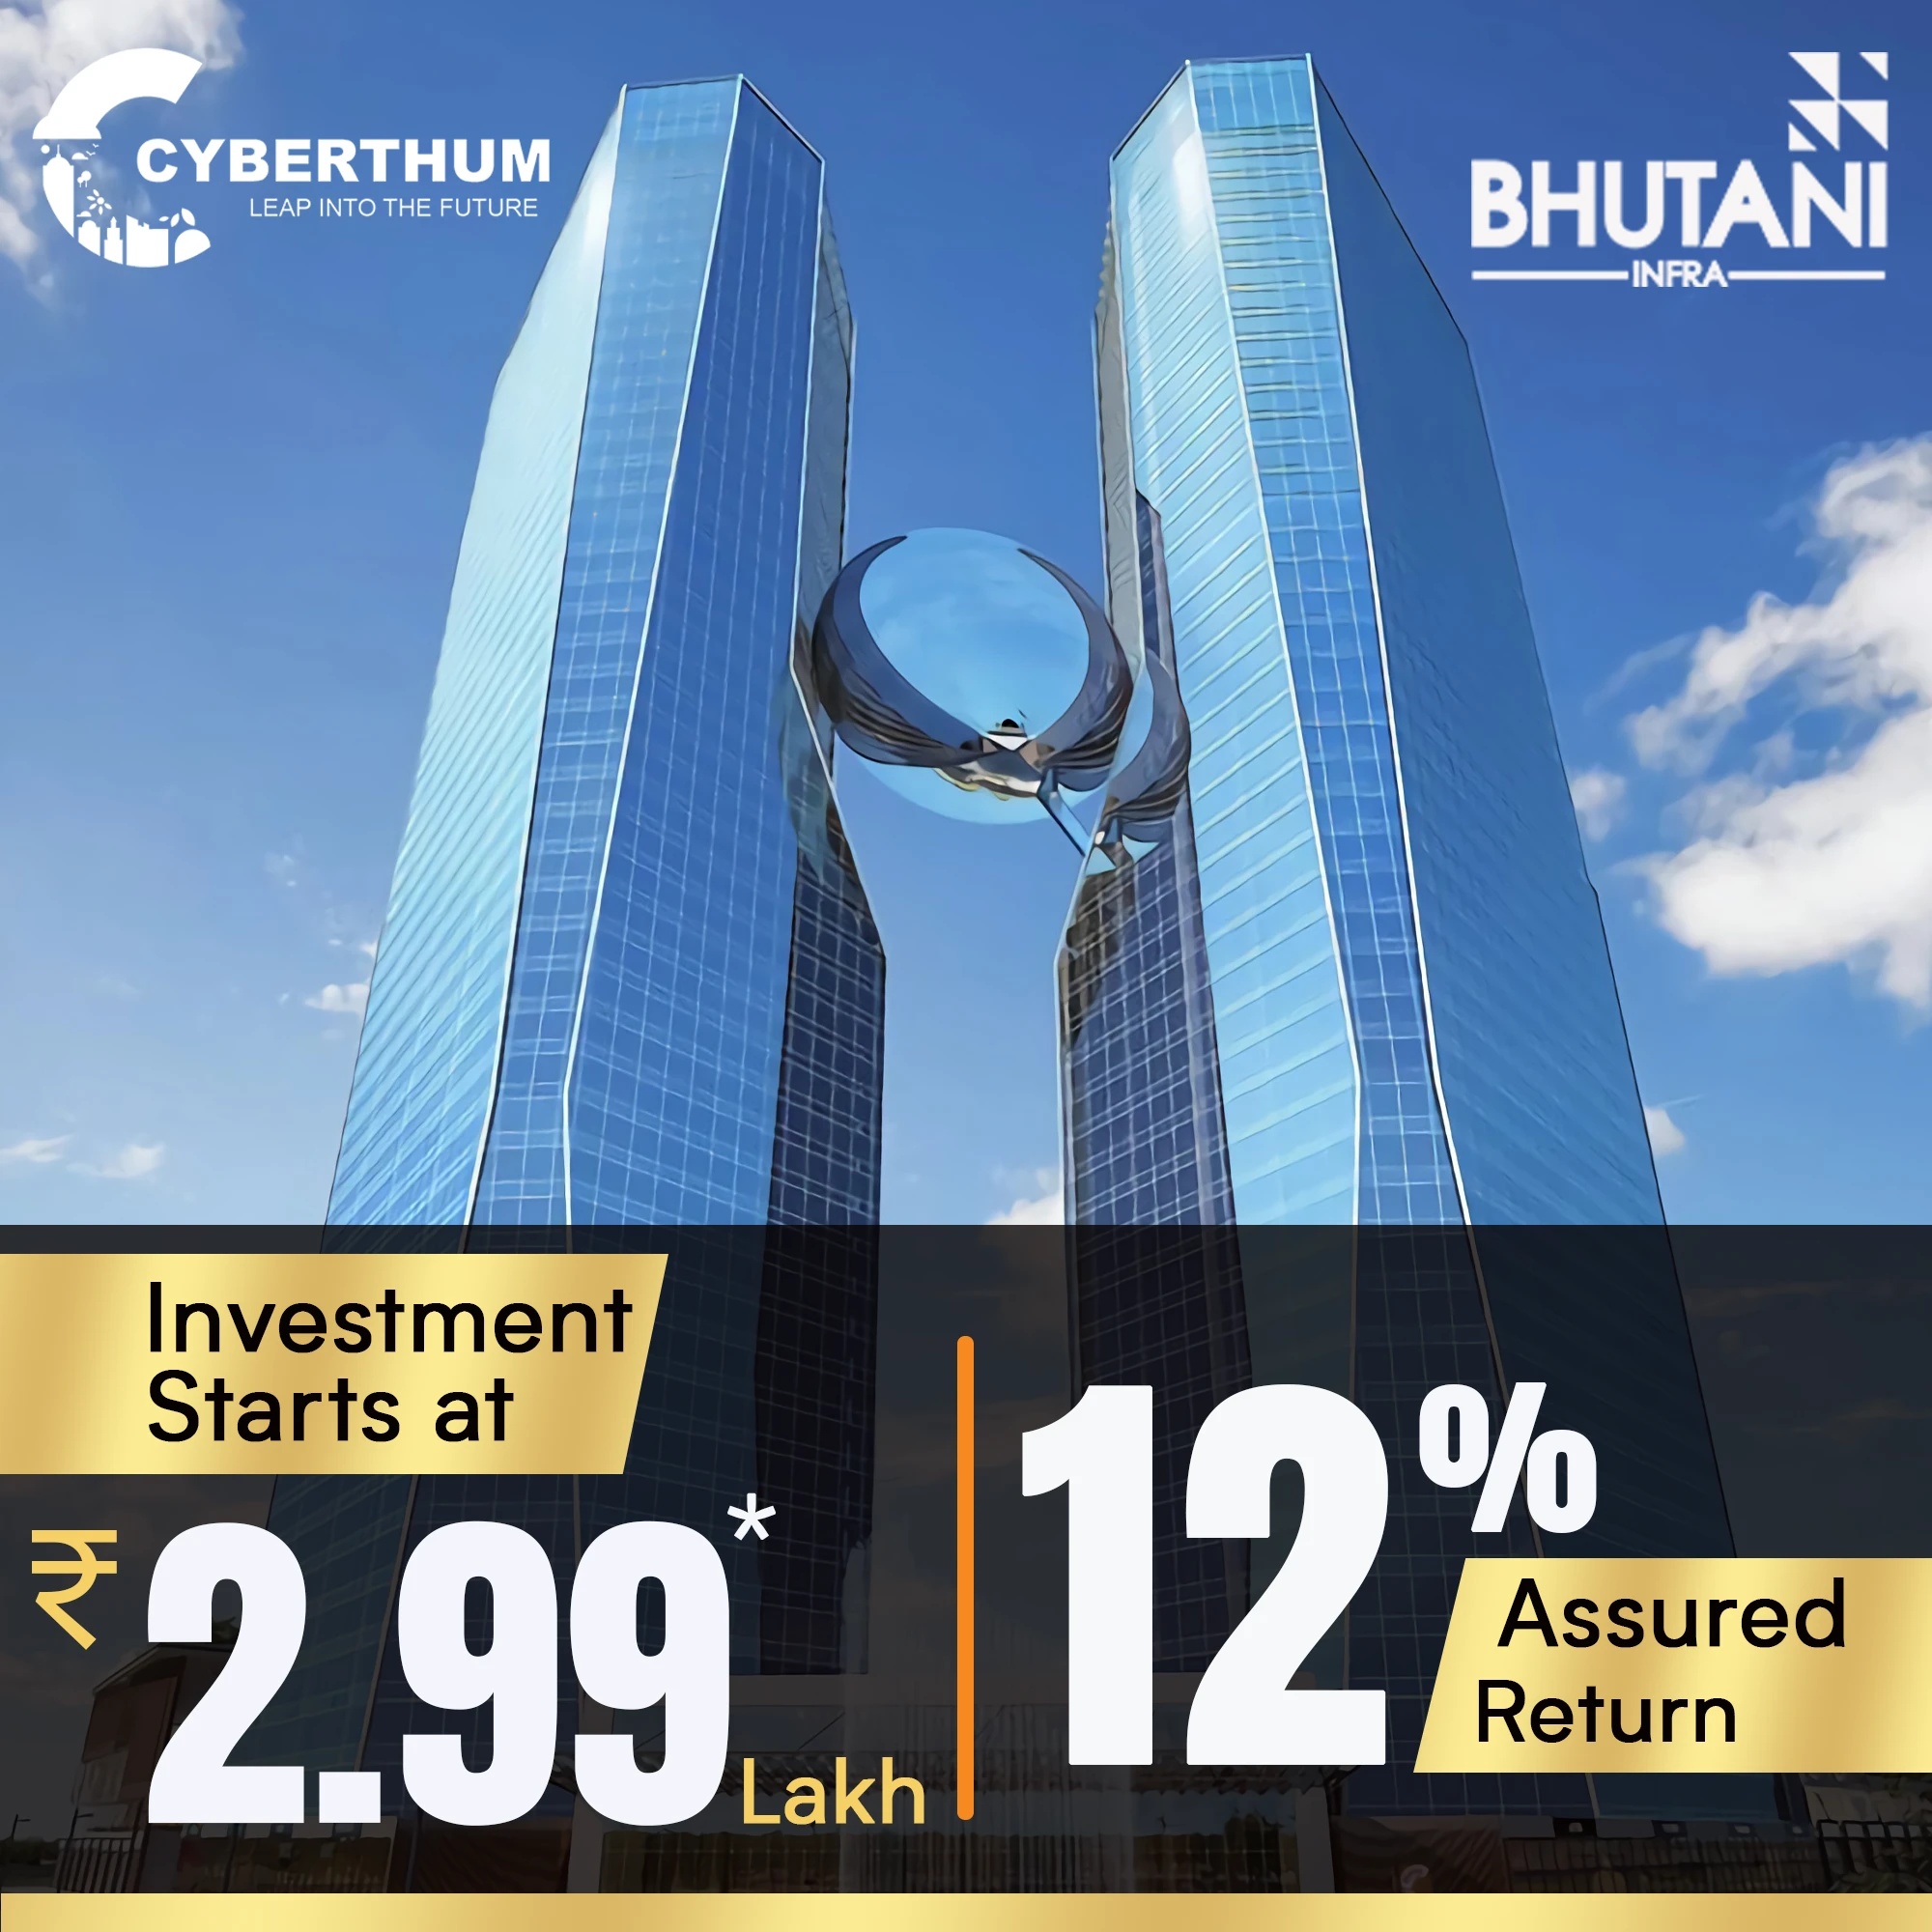 CYBERTHUM
LEAP INTO THE FUTURE
BHUTANI
INFRA
Investment
Starts at
₹2.99*Lakh
12%
Assured
Return